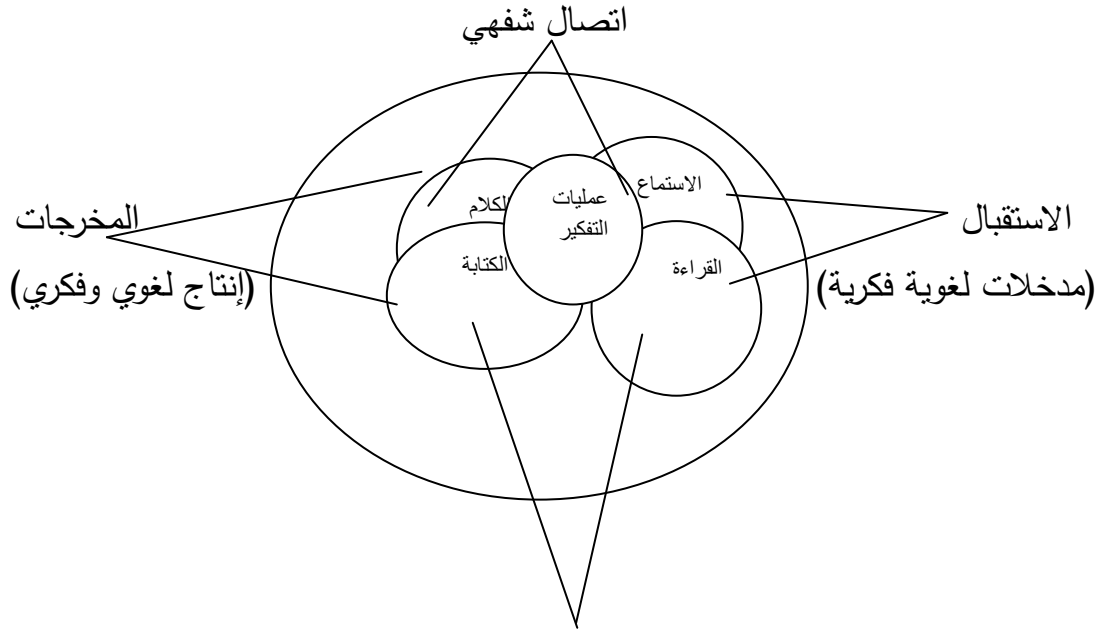 اتصال شفهي
الاستماع
عمليات
التفكير
الكلام
المخرجات
الاستقبال
القراءة
الكتابة
(مدخلات لغوية فكرية)
(إنتاج لغوي وفكري)